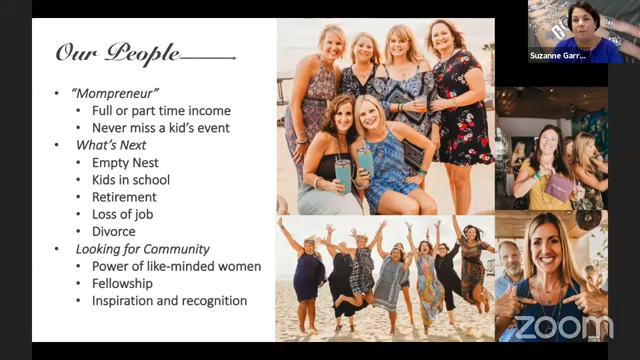 Our People
• "Mompreneur"
• Full or part time income
• Never miss a kid's event
• What's Next
• Empty Nest
• Kids in school
• Retirement
• Loss of job
• Divorce
• Looking for Community
• Power of like-minded women
• Fellowship
• Inspiration and recognition
Suzanne Garr...
zoom